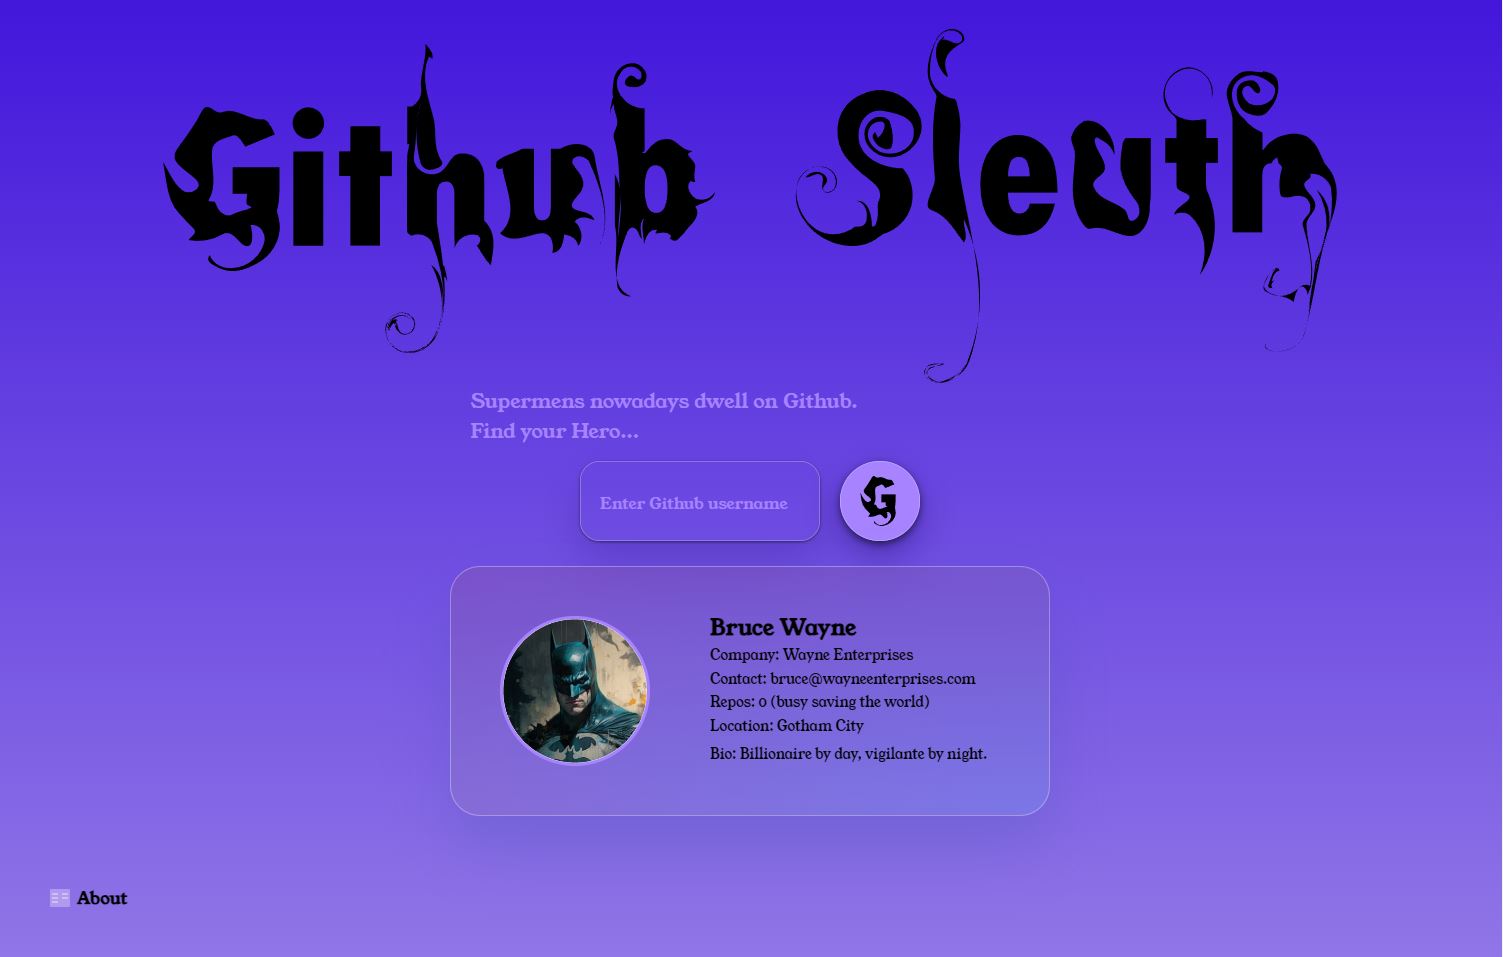 Github Sleuth
Supermens nowadays dwell on Github.
Find your Hero...
Enter Github username
G
Bruce Wayne
Company: Wayne Enterprises
Contact: bruce@wayneenterprises.com
Repos: 0 (busy saving the world)
Location: Gotham City
Bio: Billionaire by day, vigilante by night.
About